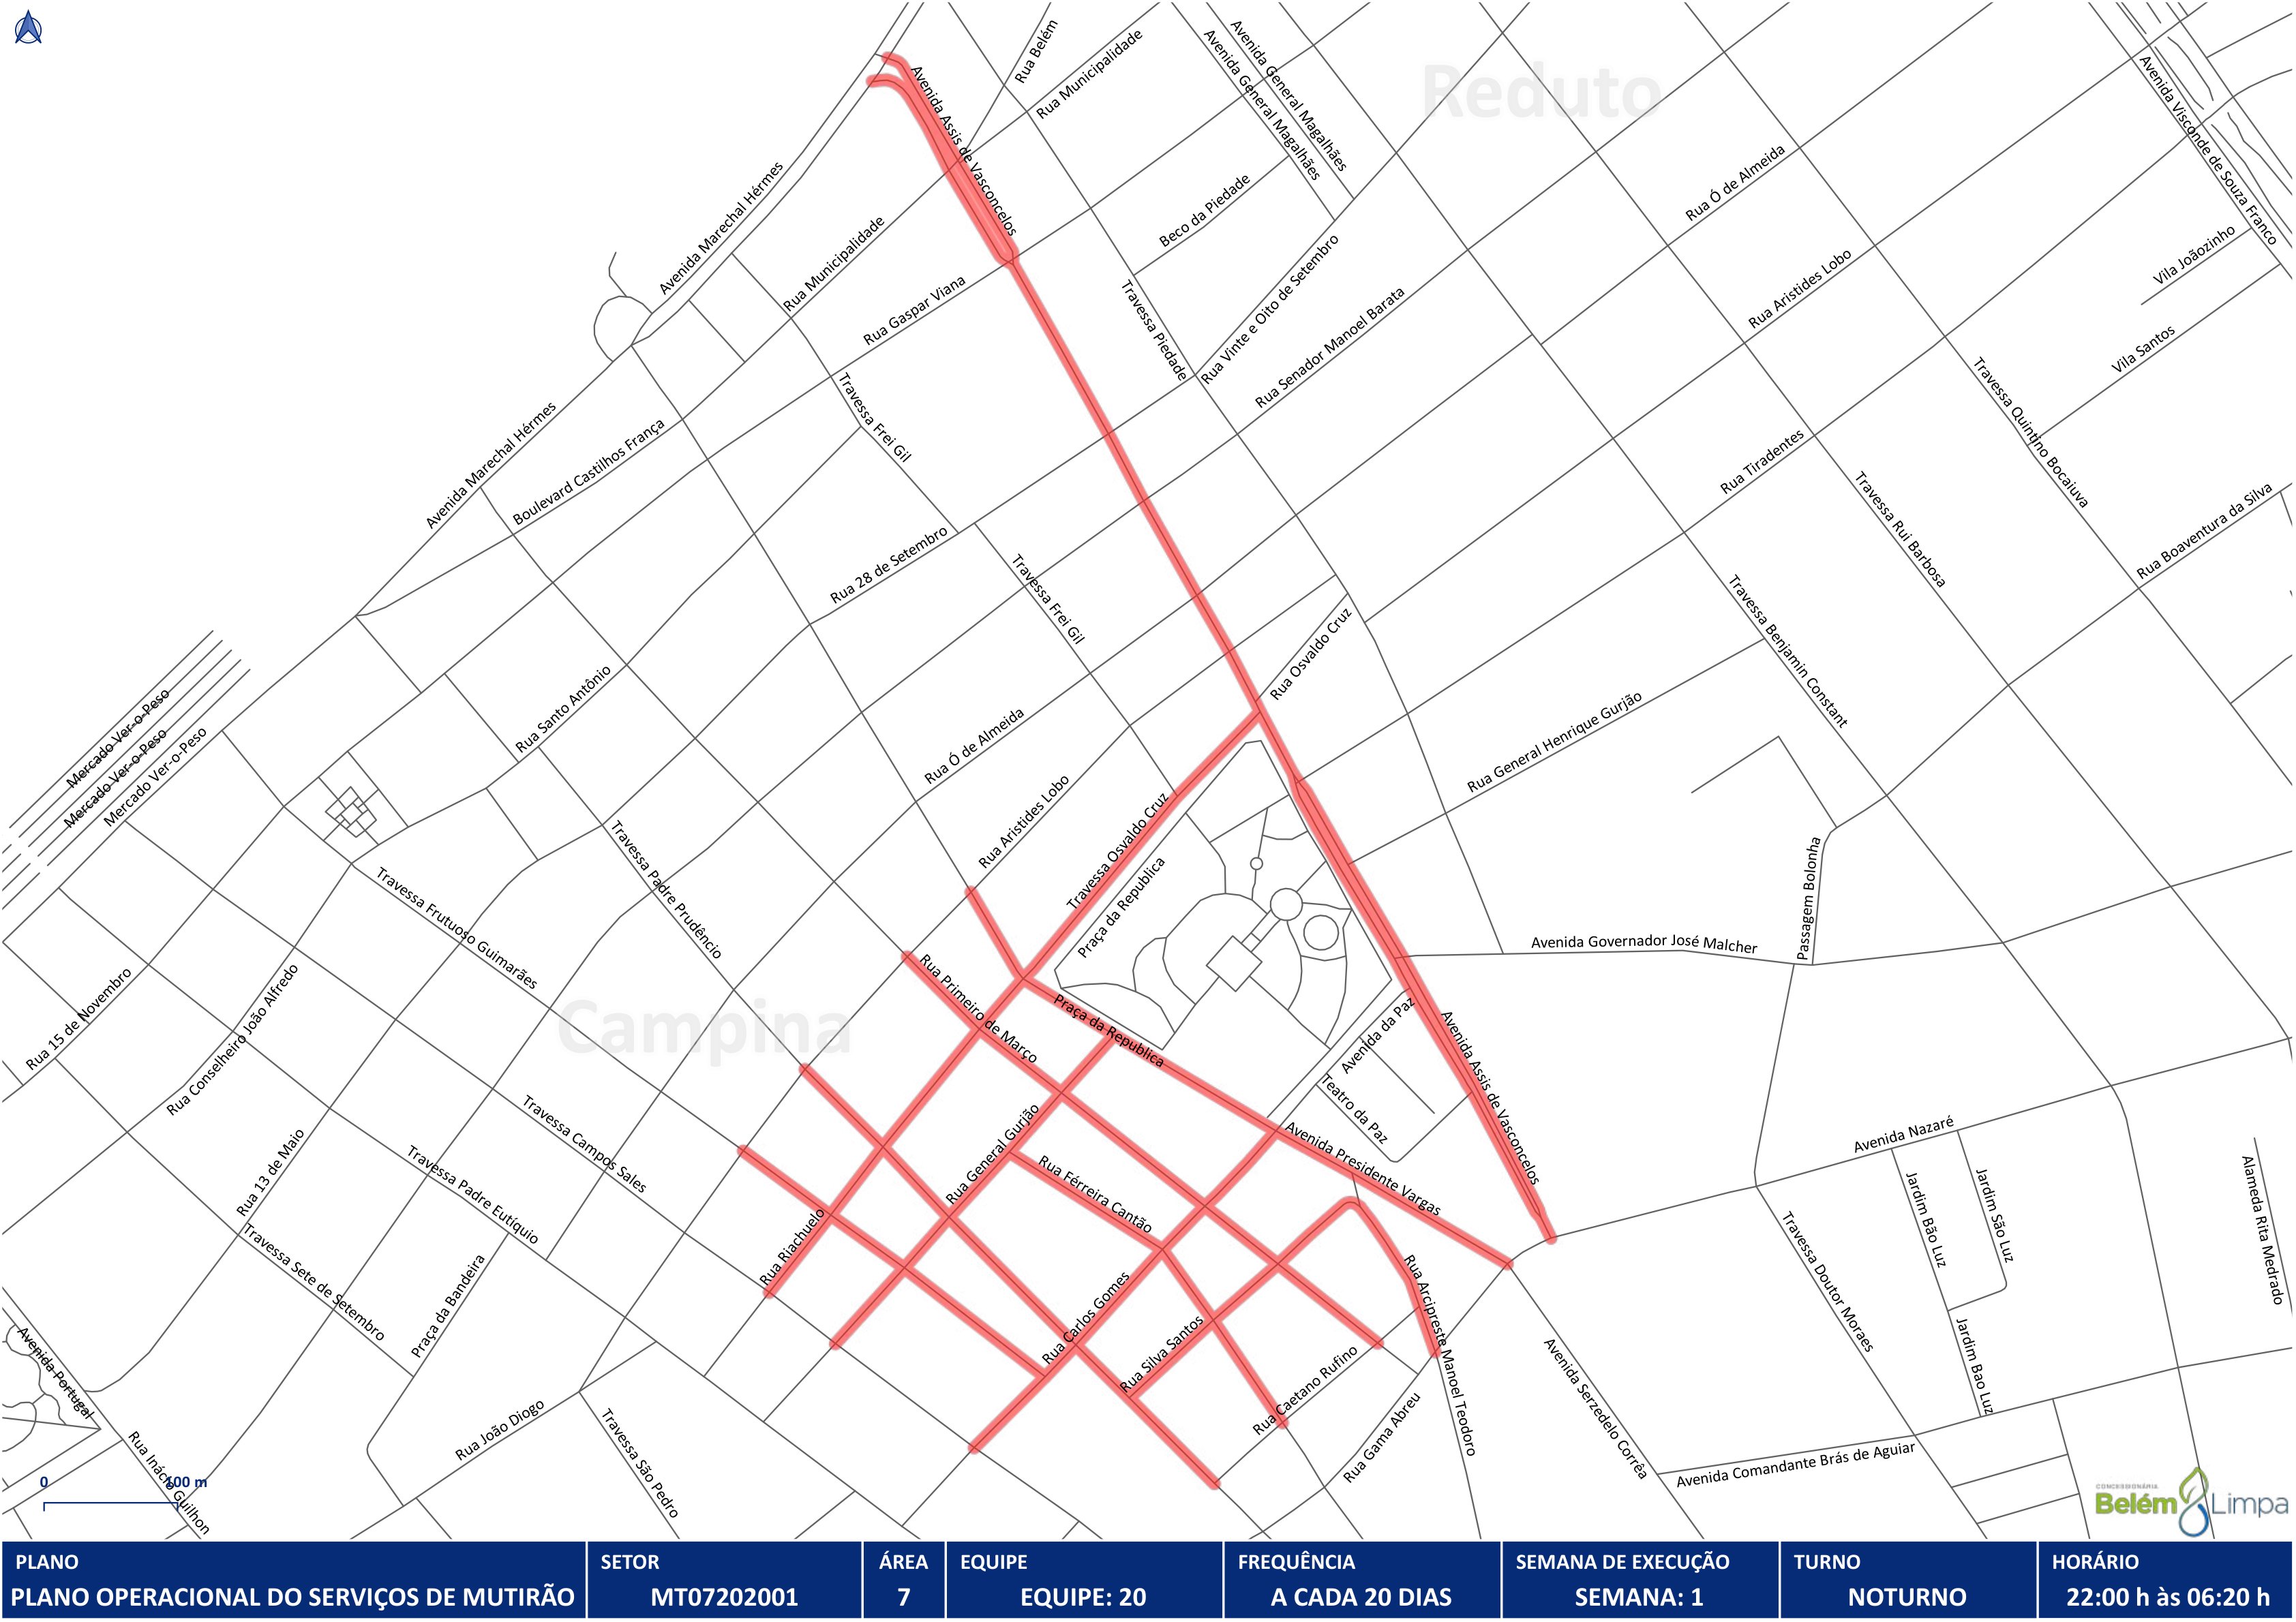 Rua Belém
Rua Municipalidade
Avenida General Magalhães
Avenida General Magalhães
Reduto
Avenida Assis de Vasconcelos
Avenida Visconde de Souza Franco
Avenida Marechal Hérmes
Beco da Piedade
Rua Ó de Almeida
Vila Joãozinho
Rua Municipalidade
Rua Gaspar Viana
Travessa Piedade
Rua Vinte e Oito de Setembro
Rua Senador Manoel Barata
Rua Aristides Lobo
Vila Santos
Travessa Frei Gil
Avenida Marechal Hérmes
Boulevard Castilhos França
Travessa Quintino Bocaiuva
Rua Tiradentes
Travessa Rui Barbosa
Rua Boaventura da Silva
Rua 28 de Setembro
Travessa Frei Gil
Travessa Benjamin Constant
Rua Osvaldo Cruz
Mercado Ver-o-Peso
Mercado Ver-o-Peso
Mercado Ver-o-Peso
Rua Santo Antônio
Rua Ó de Almeida
Rua General Henrique Gurjão
Rua Aristides Lobo
Travessa Osvaldo Cruz
Praça da Republica
Travessa Padre Prudêncio
Travessa Frutuoso Guimarães
Passagem Bolonha
Avenida Governador José Malcher
Rua 15 de Novembro
Rua Conselheiro João Alfredo
Campina
Rua Primeiro de Março
Praça da Republica
Avenida da Paz
Teatro da Paz
Avenida Assis de Vasconcelos
Rua 13 de Maio
Travessa Campos Sales
Travessa Padre Eutíquio
Rua General Gurjão
Rua Férreira Cantão
Avenida Presidente Vargas
Avenida Nazaré
Jardim Bão Luz
Jardim São Luz
Alameda Rita Medrado
Travessa Sete de Setembro
Praça da Bandeira
Rua Riachuelo
Rua Carlos Gomes
Rua Silva Santos
Rua Arcipreste Manoel Teodoro
Travessa Doutor Moraes
Jardim Bao Luz
Avenida Portugal
Rua Caetano Rufino
Rua Gama Abreu
Avenida Serzedelo Corrêa
Rua João Diogo
Travessa São Pedro
Rua Inácio Guilhon
Avenida Comandante Brás de Aguiar
0 100 m
CONCESSIONÁRIA
Belém Limpa
PLANO
PLANO OPERACIONAL DO SERVIÇOS DE MUTIRÃO
SETOR
MT07202001
ÁREA
7
EQUIPE
EQUIPE: 20
FREQUÊNCIA
A CADA 20 DIAS
SEMANA DE EXECUÇÃO
SEMANA: 1
TURNO
NOTURNO
HORÁRIO
22:00 h às 06:20 h